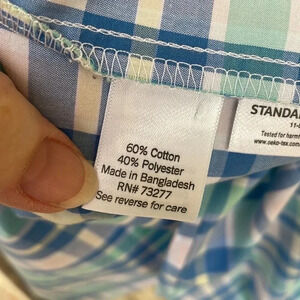 60% Cotton
40% Polyester
Made in Bangladesh
RN# 73277
See reverse for care
STANDA
11-
Tested for harm
www.oeko-tex.com/